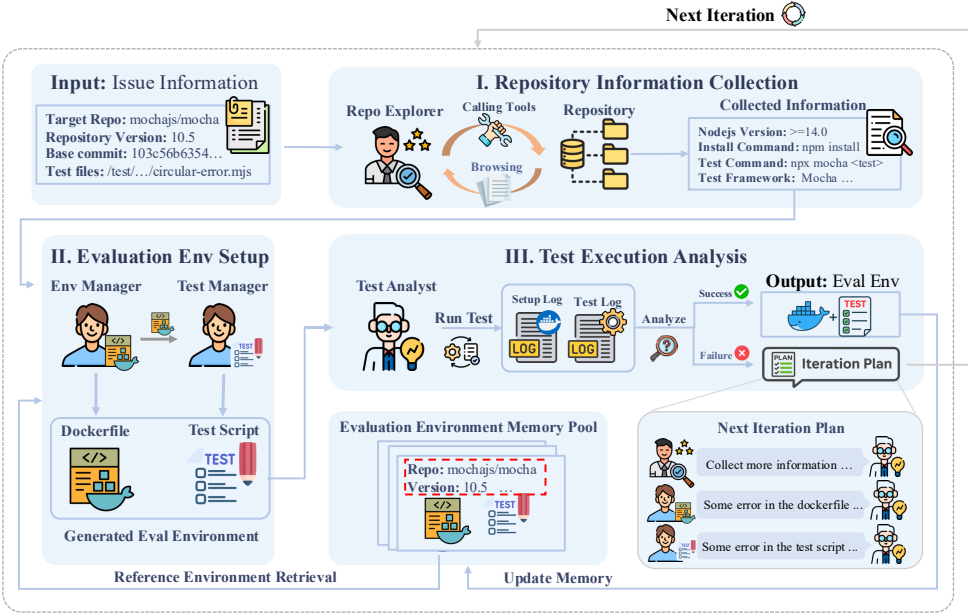 Next Iteration
Input: Issue Information
Target Repo: mochajs/mocha
Repository Version: 10.5
Base commit: 103c56b6354…
Test files: /test/…/circular-error.mjs
I. Repository Information Collection
Repo Explorer
Calling Tools
Browsing
Repository
Collected Information
Nodejs Version: >=14.0
Install Command: npm install
Test Command: npx mocha <test>
Test Framework: Mocha …
II. Evaluation Env Setup
Env Manager
Test Manager
TEST
Dockerfile
Test Script
TEST
Generated Eval Environment
III. Test Execution Analysis
Test Analyst
Run Test
Setup Log
LOG
Test Log
LOG
Analyze
Success
Failure
Output: Eval Env
+
TEST
PLAN
Iteration Plan
Evaluation Environment Memory Pool
Repo: mochajs/mocha
Version: 10.5 …
TEST
Next Iteration Plan
Collect more information …
Some error in the dockerfile ...
TEST
Some error in the test script ...
Reference Environment Retrieval
Update Memory